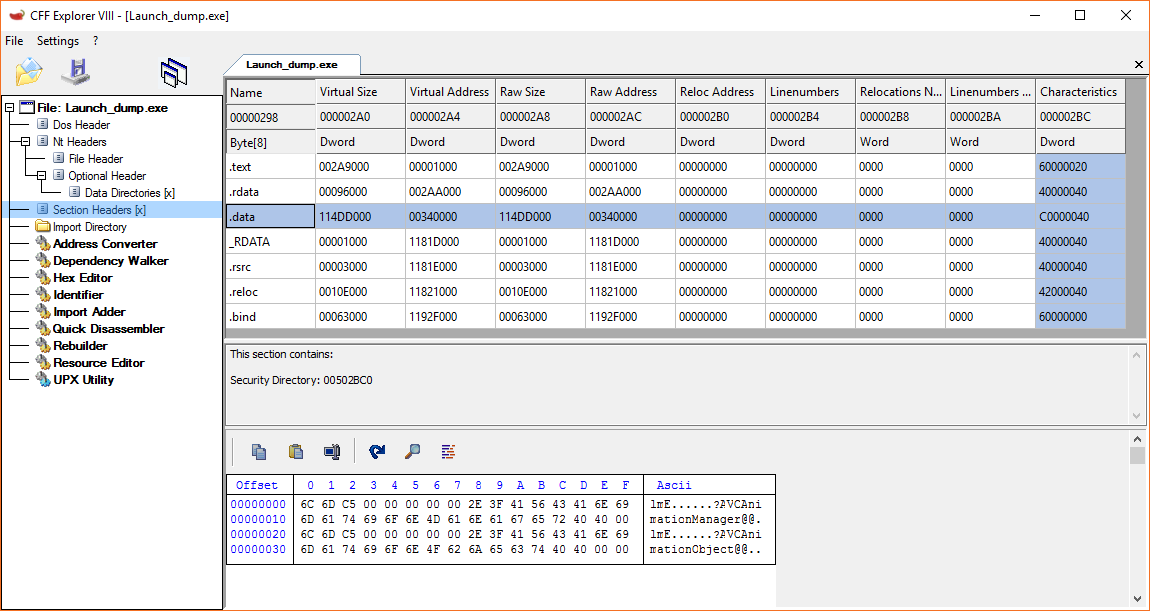 CFF Explorer VIII - [Launch_dump.exe]
File Settings ?
Launch_dump.exe
File: Launch_dump.exe
Dos Header
Nt Headers
File Header
Optional Header
Data Directories [x]
Section Headers [x]
Import Directory
Address Converter
Dependency Walker
Hex Editor
Identifier
Import Adder
Quick Disassembler
Rebuilder
Resource Editor
UPX Utility
Name Virtual Size Virtual Address Raw Size Raw Address Reloc Address Linenumbers Relocations N... Linenumbers ... Characteristics
00000298 000002A0 000002A4 000002A8 000002AC 000002B0 000002B4 000002B8 000002BA 000002BC
Byte[8] Dword Dword Dword Dword Dword Dword Word Word Dword
.text 002A9000 00001000 002A9000 00001000 00000000 00000000 0000 0000 60000020
.rdata 00096000 002AA000 00096000 002AA000 00000000 00000000 0000 0000 40000040
.data 114DD000 00340000 114DD000 00340000 00000000 00000000 0000 0000 C0000040
_RDATA 00001000 1181D000 00001000 1181D000 00000000 00000000 0000 0000 40000040
.rsrc 00003000 1181E000 00003000 1181E000 00000000 00000000 0000 0000 40000040
.reloc 0010E000 11821000 0010E000 11821000 00000000 00000000 0000 0000 42000040
.bind 00063000 1192F000 00063000 1192F000 00000000 00000000 0000 0000 60000000
This section contains:
Security Directory: 00502BC0
Offset 0 1 2 3 4 5 6 7 8 9 A B C D E F Ascii
00000000 6C 6D C5 00 00 00 00 00 2E 3F 41 56 43 41 6E 69 lmE......?AVCAni
00000010 6D 61 74 69 6F 6E 4D 61 6E 61 67 65 72 40 40 00 mationManager@@.
00000020 6C 6D C5 00 00 00 00 00 2E 3F 41 56 43 41 6E 69 lmE......?AVCAni
00000030 6D 61 74 69 6F 6E 4F 62 6A 65 63 74 40 40 00 00 mationObject@@..